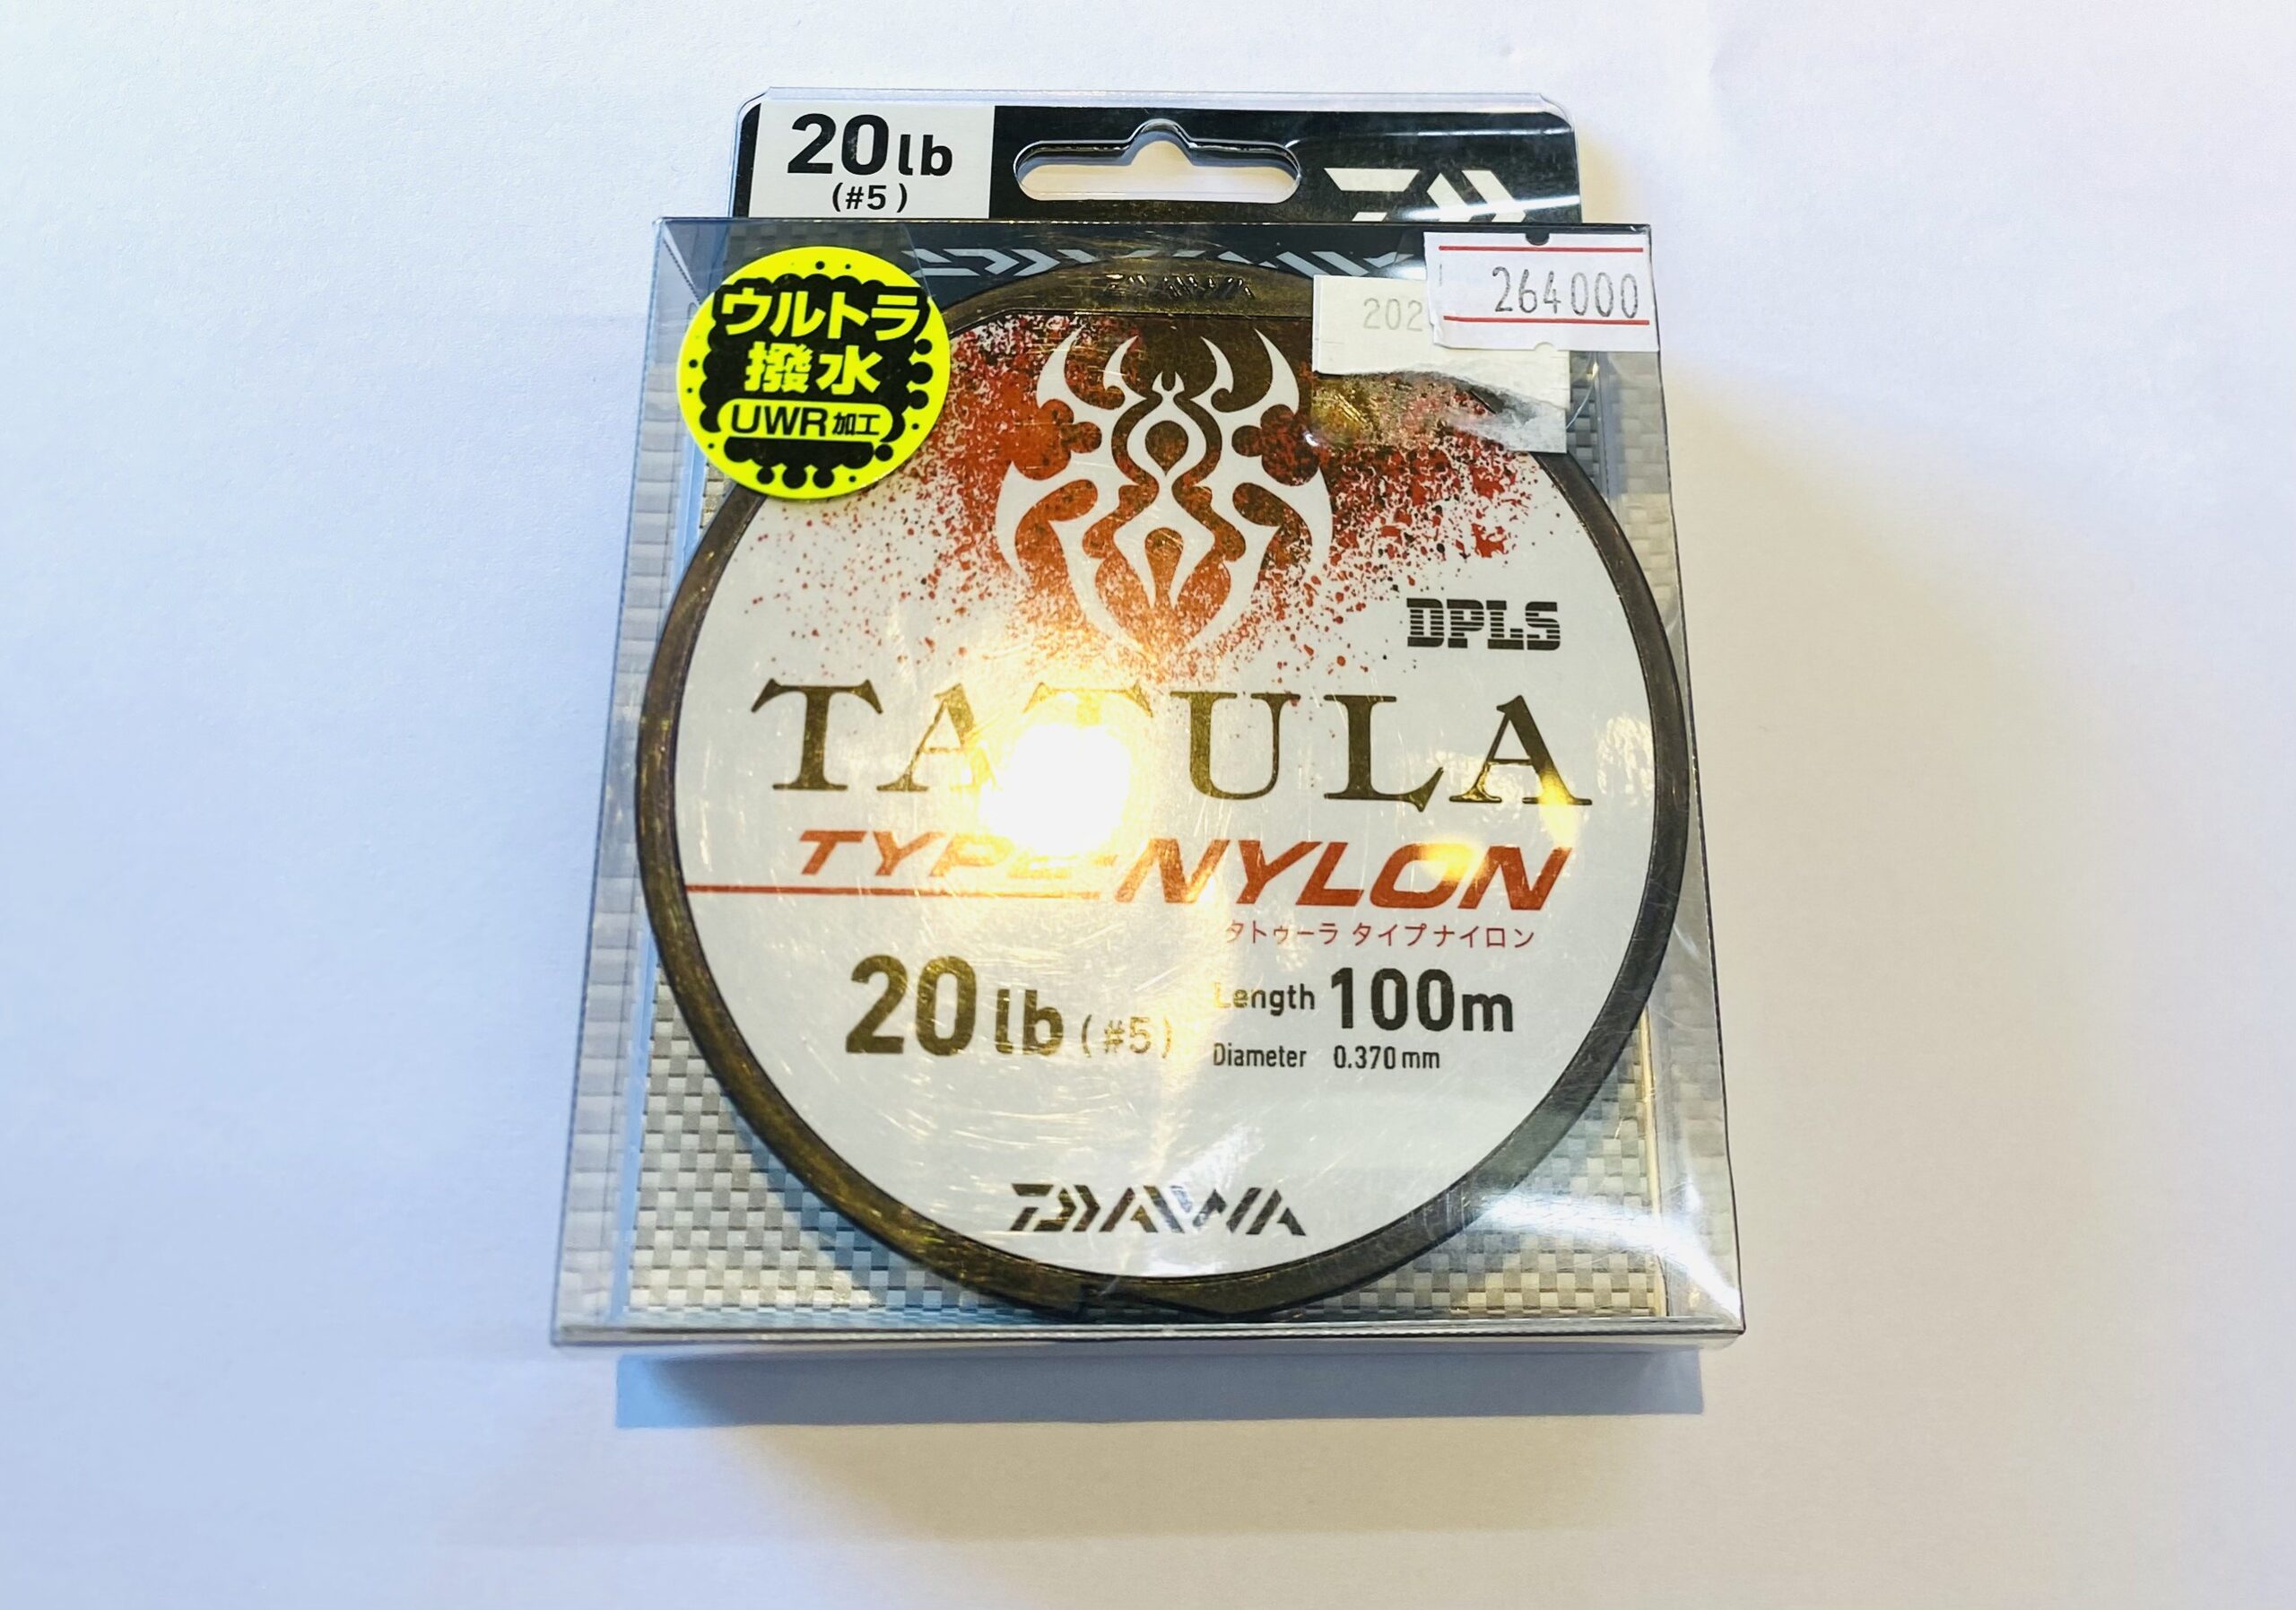 20lb
(#5)
264000
202
ウルトラ
撥水
UWR加工
DPLS
TATULA
TYPE-NYLON
タトゥーラ タイプナイロン
20lb(#5)
Length 100m
Diameter 0.370mm
DAIWA